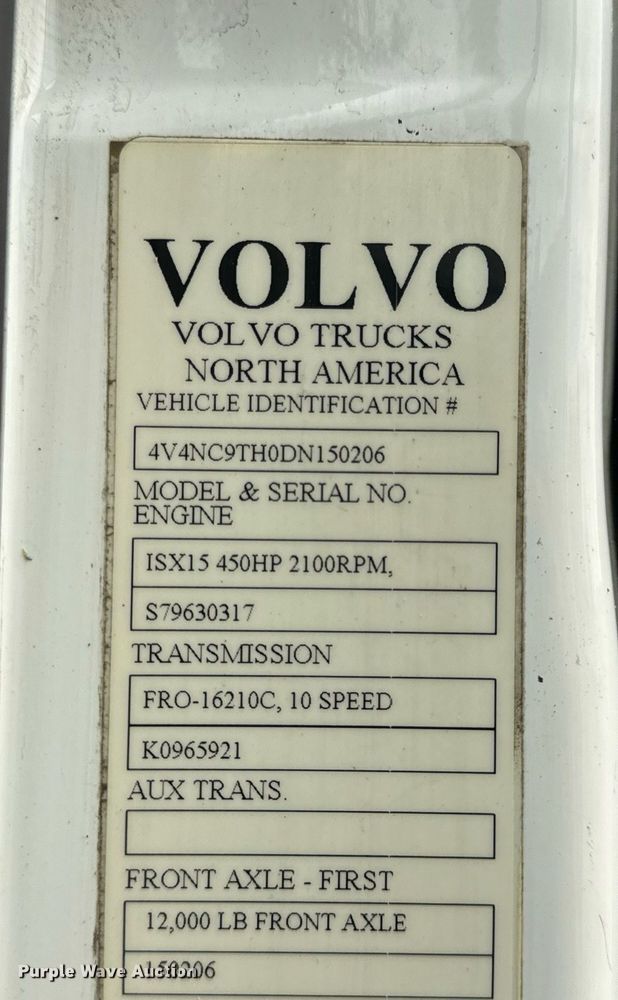 VOLVO
VOLVO TRUCKS
NORTH AMERICA
VEHICLE IDENTIFICATION #
4V4NC9TH0DN150206
MODEL & SERIAL NO.
ENGINE
ISX15 450HP 2100RPM,
S79630317
TRANSMISSION
FRO-16210C, 10 SPEED
K0965921
AUX TRANS.
FRONT AXLE - FIRST
12,000 LB FRONT AXLE
150206
Purple Wave Auction